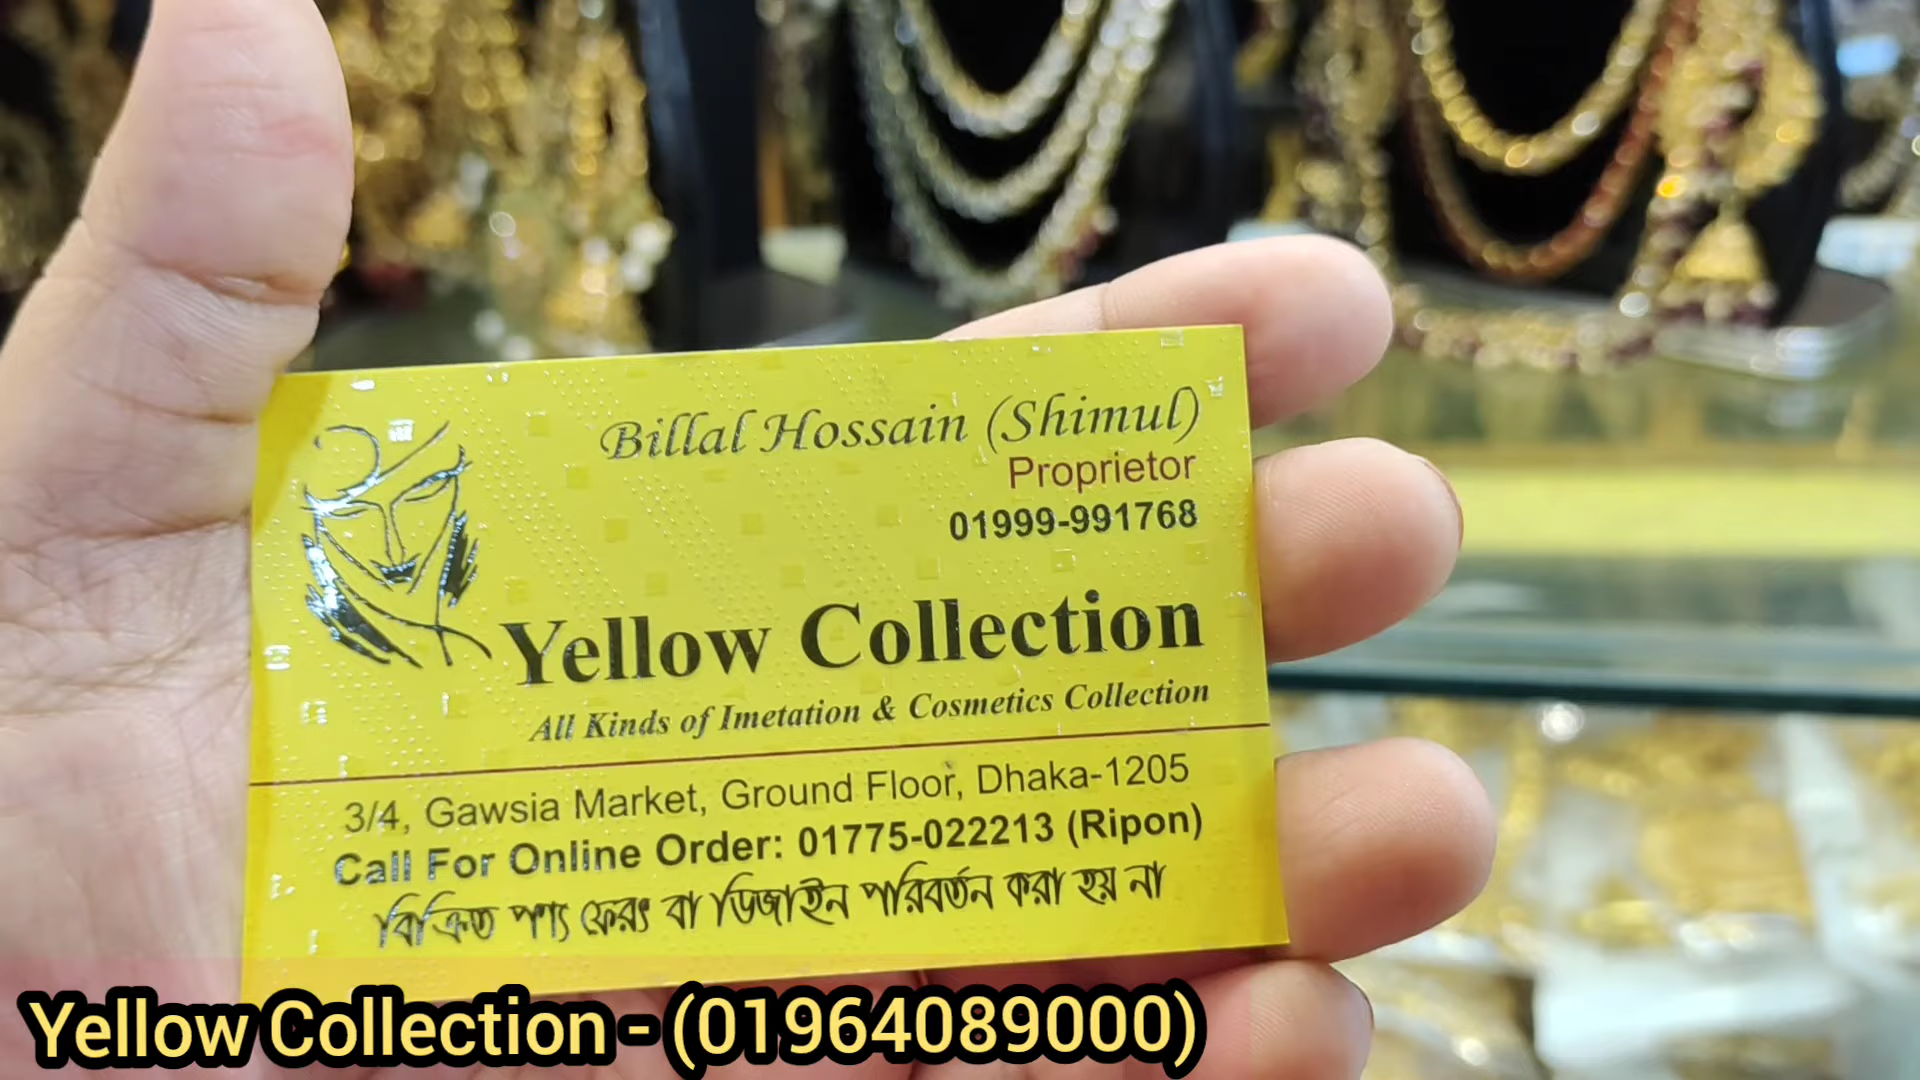 Billal Hossain (Shimul)
Proprietor
01999-991768
Yellow Collection
All Kinds of Imetation & Cosmetics Collection
3/4, Gawsia Market, Ground Floor, Dhaka-1205
Call For Online Order: 01775-022213 (Ripon)
বিক্রিত পণ্য ফেরৎ বা ডিজাইন পরিবর্তন করা হয় না
Yellow Collection - (01964089000)